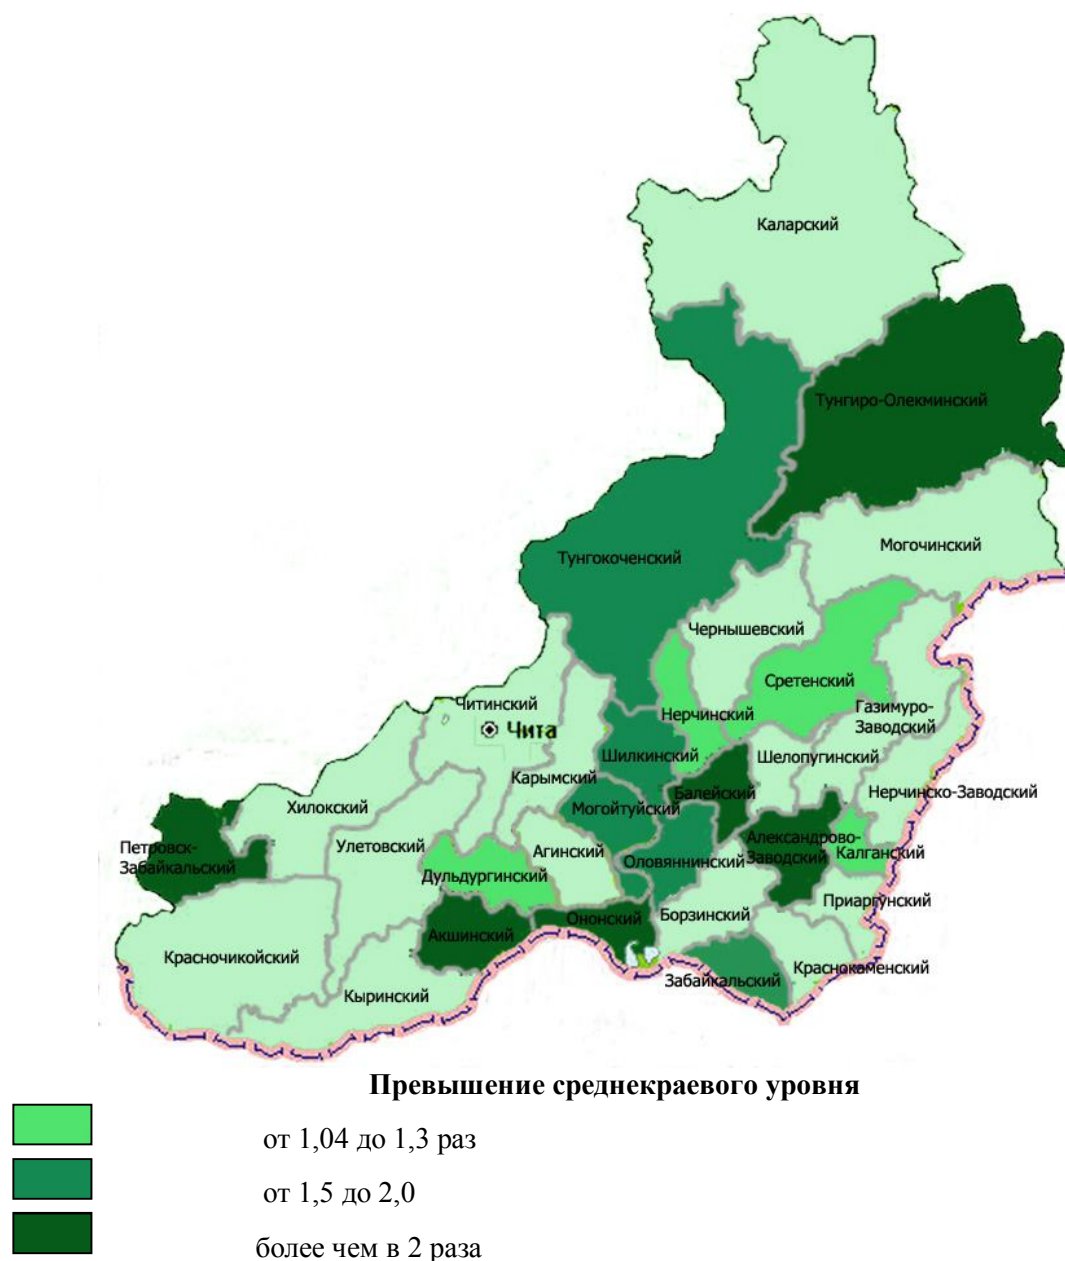 Каларский
Тунгиро-Олекминский
Могочинский
Тунгокоченский
Чернышевский
Сретенский
Читинский
Нерчинский
Газимуро-
Заводский
Чита
Шилкинский
Шелопугинский
Карымский
Балейский
Нерчинско-Заводский
Хилокский
Могойтуйский
Петровск-
Забайкальский
Улетовский
Агинский
Оловяннинский
Александрово-
Заводский
Калганский
Дульдургинский
Приаргунский
Ононский
Борзинский
Акшинский
Красночикойский
Краснокаменский
Забайкальский
Кыринский
Превышение среднекраевого уровня
от 1,04 до 1,3 раз
от 1,5 до 2,0
более чем в 2 раза